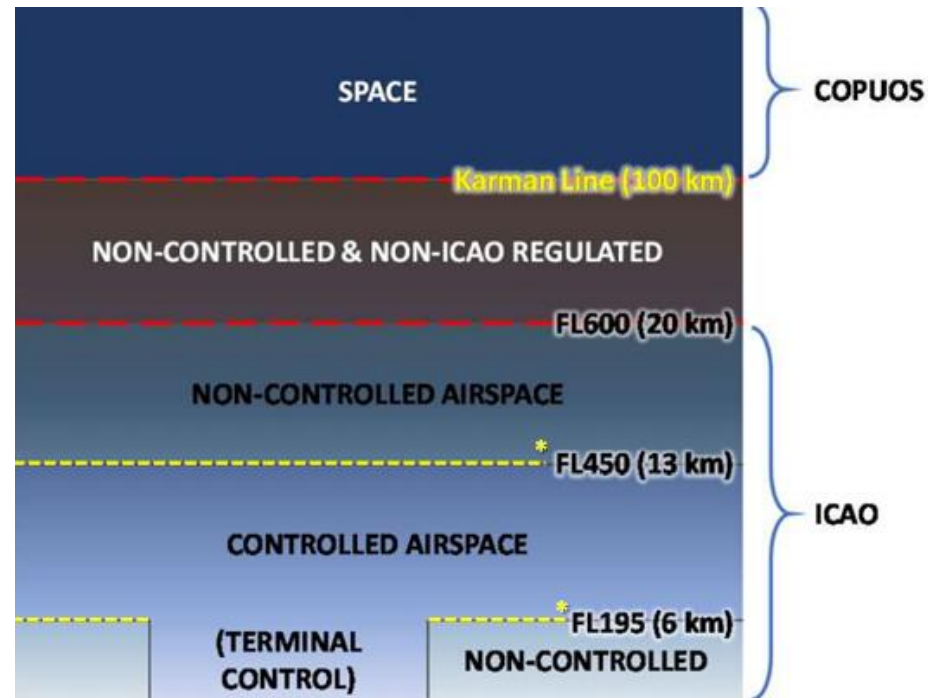 SPACE
COPUOS
Karman Line (100 km)
NON-CONTROLLED & NON-ICAO REGULATED
FL600 (20 km)
NON-CONTROLLED AIRSPACE
* FL450 (13 km)
ICAO
CONTROLLED AIRSPACE
* FL195 (6 km)
(TERMINAL
CONTROL)
NON-CONTROLLED